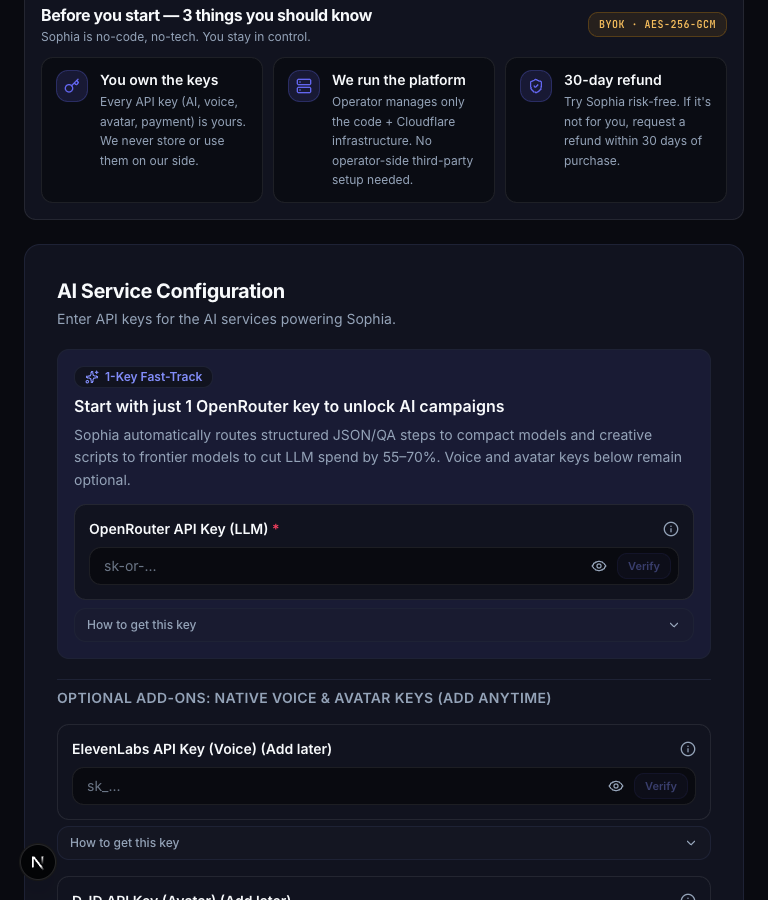 Before you start — 3 things you should know
Sophia is no-code, no-tech. You stay in control.
BYOK · AES-256-GCM
You own the keys
Every API key (AI, voice,
avatar, payment) is yours.
We never store or use
them on our side.
We run the platform
Operator manages only
the code + Cloudflare
infrastructure. No
operator-side third-party
setup needed.
30-day refund
Try Sophia risk-free. If it's
not for you, request a
refund within 30 days of
purchase.
AI Service Configuration
Enter API keys for the AI services powering Sophia.
1-Key Fast-Track
Start with just 1 OpenRouter key to unlock AI campaigns
Sophia automatically routes structured JSON/QA steps to compact models and creative
scripts to frontier models to cut LLM spend by 55–70%. Voice and avatar keys below remain
optional.
OpenRouter API Key (LLM) *
sk-or-...
Verify
How to get this key
OPTIONAL ADD-ONS: NATIVE VOICE & AVATAR KEYS (ADD ANYTIME)
ElevenLabs API Key (Voice) (Add later)
sk_...
Verify
How to get this key
N
D-ID API Key (Avatar) (Add later)